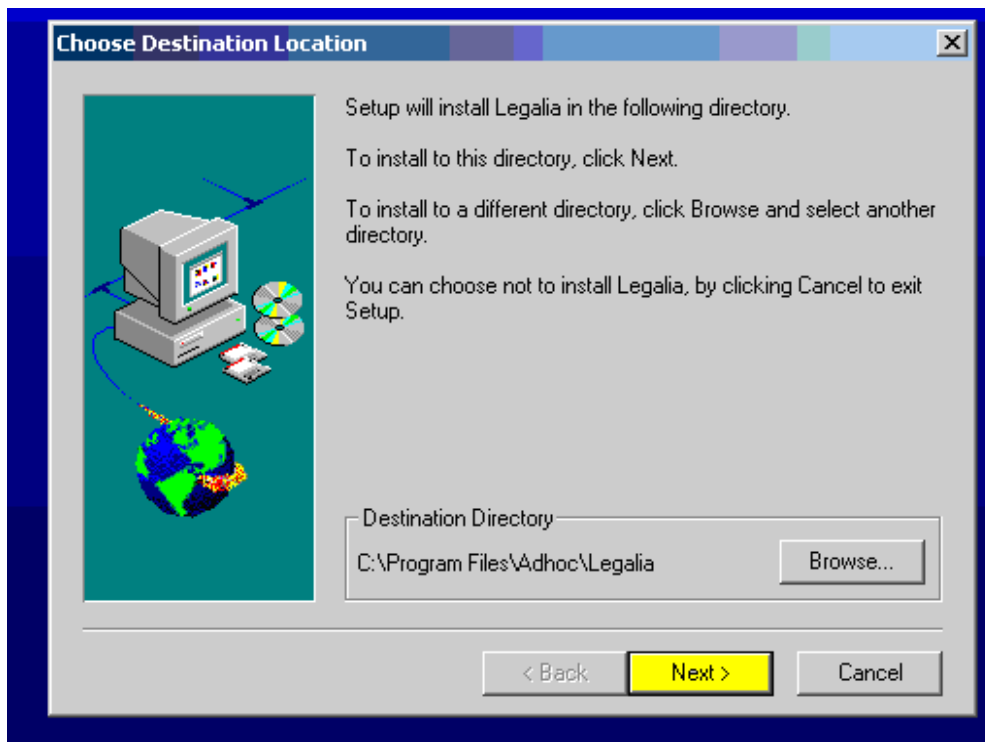 Choose Destination Location
Setup will install Legalia in the following directory.
To install to this directory, click Next.
To install to a different directory, click Browse and select another
directory.
You can choose not to install Legalia, by clicking Cancel to exit
Setup.
Destination Directory
C:\Program Files\Adhoc\Legalia
Browse...
< Back
Next >
Cancel